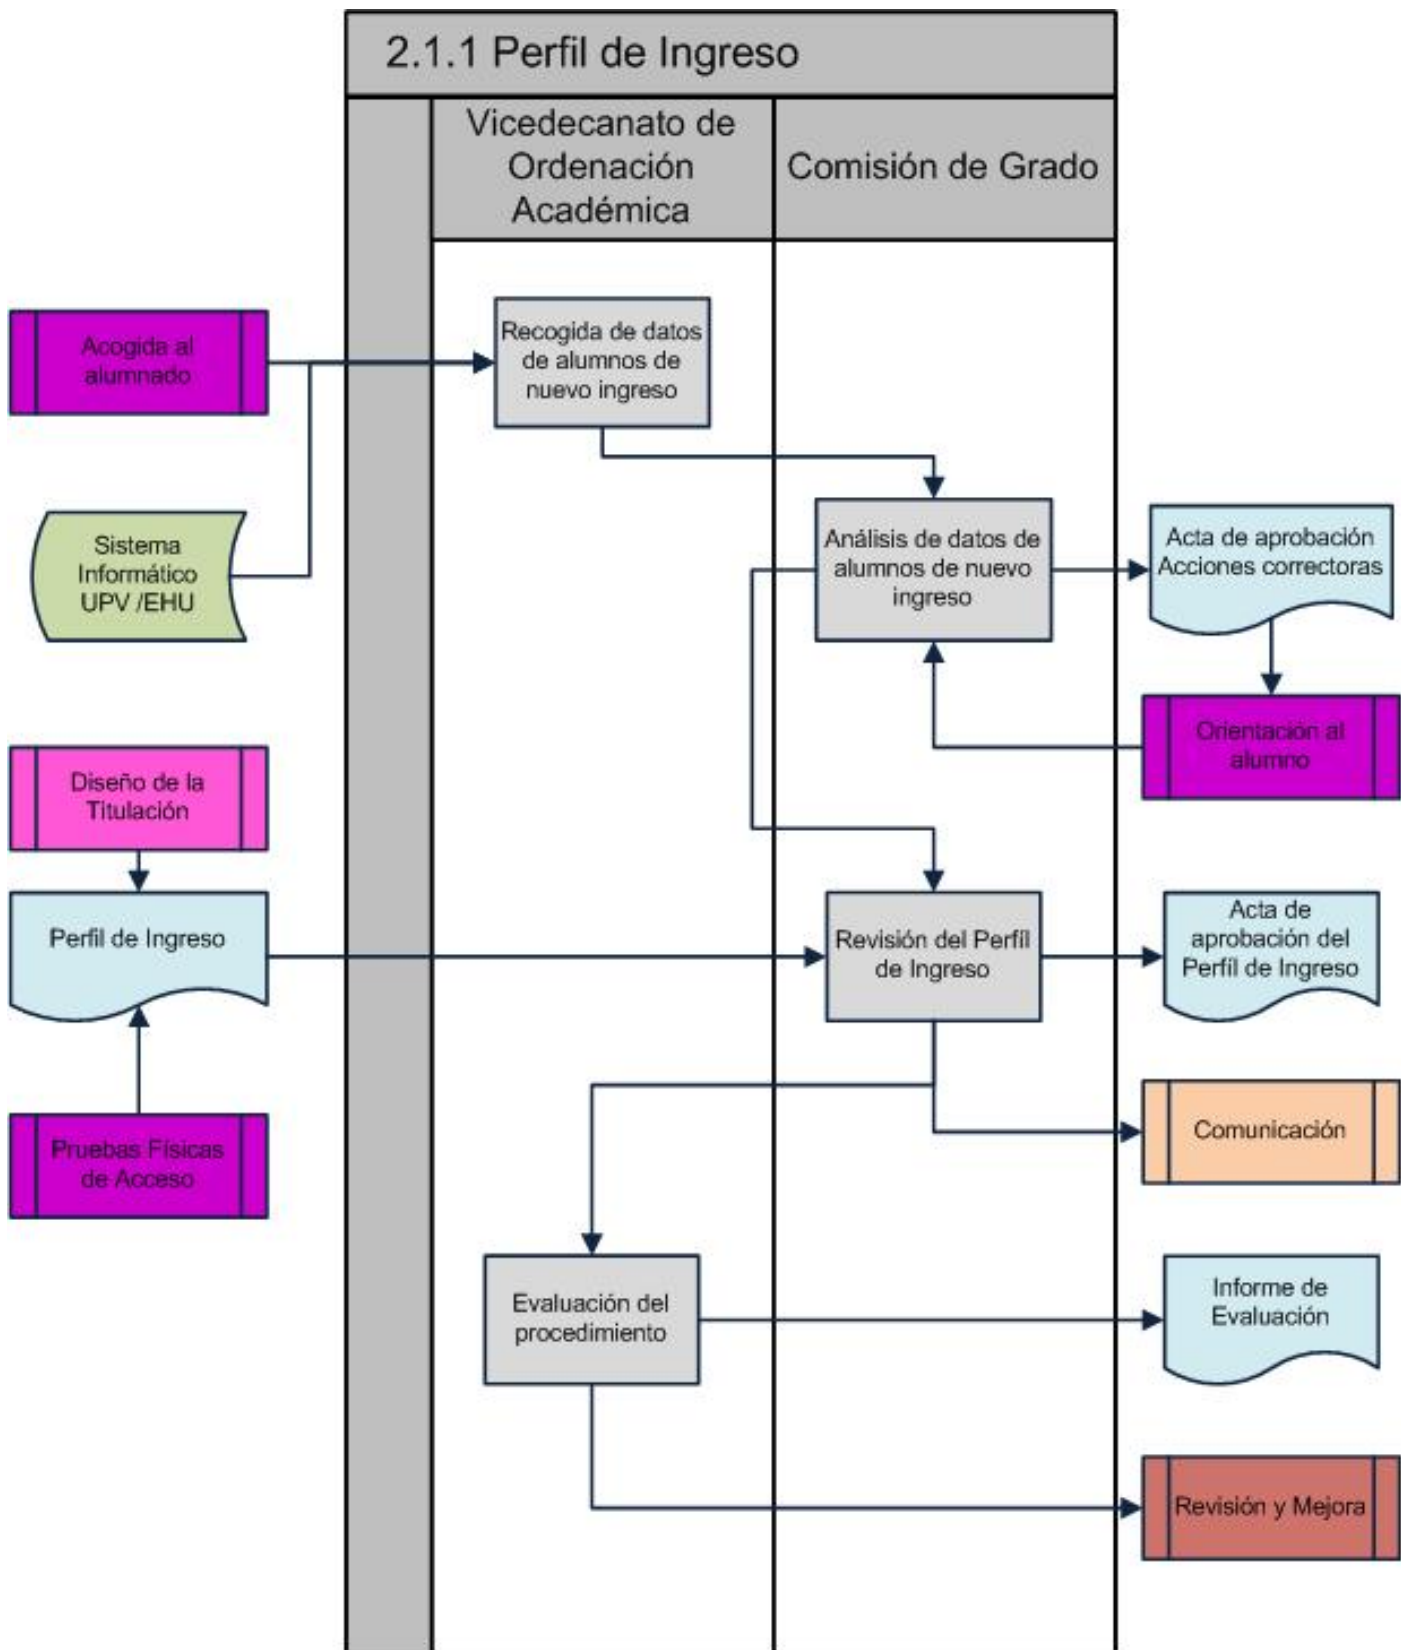 2.1.1 Perfil de Ingreso
Vicedecanato de
Ordenación
Académica
Comisión de Grado
Acogida al
alumnado
Recogida de datos
de alumnos de
nuevo ingreso
Sistema
Informático
UPV /EHU
Análisis de datos de
alumnos de nuevo
ingreso
Acta de aprobación
Acciones correctoras
Orientación al
alumno
Diseño de la
Titulación
Perfil de Ingreso
Revisión del Perfil
de Ingreso
Acta de
aprobación del
Perfil de Ingreso
Pruebas Físicas
de Acceso
Comunicación
Evaluación del
procedimiento
Informe de
Evaluación
Revisión y Mejora